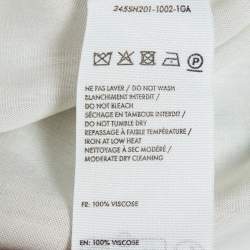 245SH201-1002-1GA
NE PAS LAVER / DO NOT WASH
BLANCHIMENT INTERDIT /
DO NOT BLEACH
SÉCHAGE EN TAMBOUR INTERDIT /
DO NOT TUMBLE DRY
REPASSAGE À FAIBLE TEMPÉRATURE /
IRON AT LOW HEAT
NETTOYAGE À SEC MODÉRÉ /
MODERATE DRY CLEANING
FR: 100% VISCOSE
EN: 100% VISCOSE